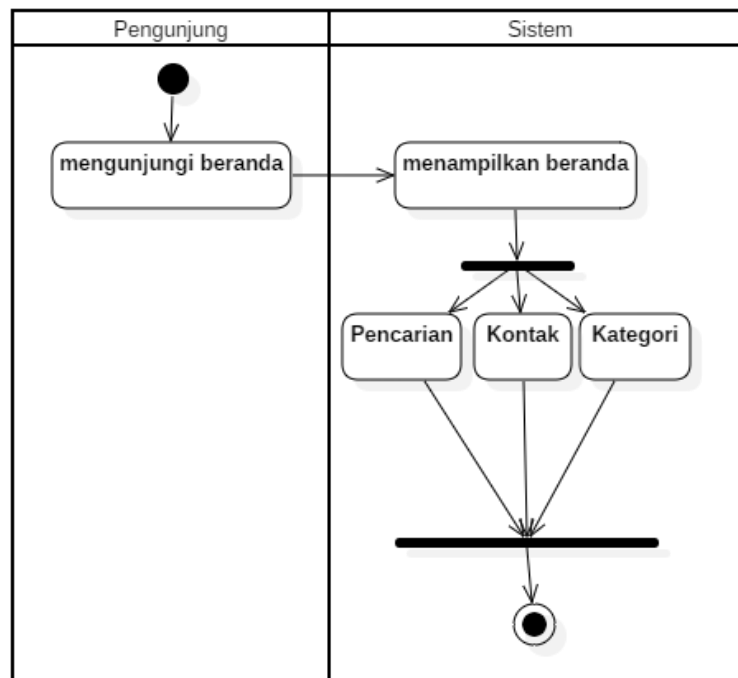 Pengunjung
Sistem
mengunjungi beranda
menampilkan beranda
Pencarian
Kontak
Kategori